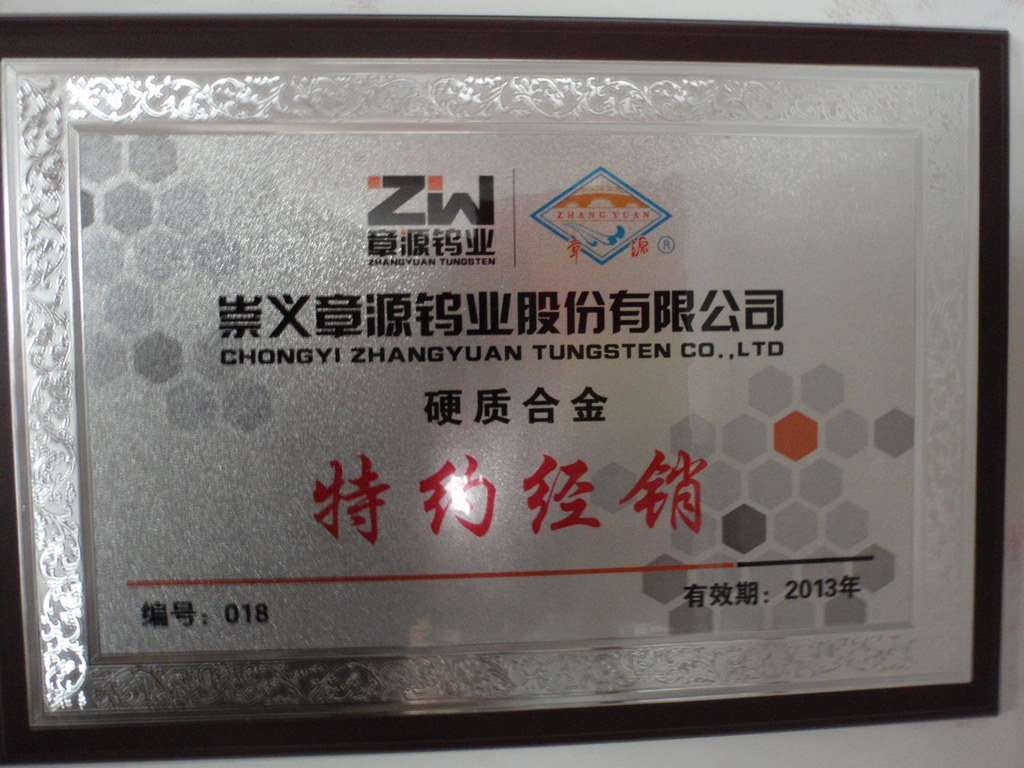 ZW
章源钨业
ZHANGYUAN TUNGSTEN
ZHANG YUAN
章源®
崇义章源钨业股份有限公司
CHONGYI ZHANGYUAN TUNGSTEN CO.,LTD
硬质合金
特约经销
编号：018
有效期：2013年